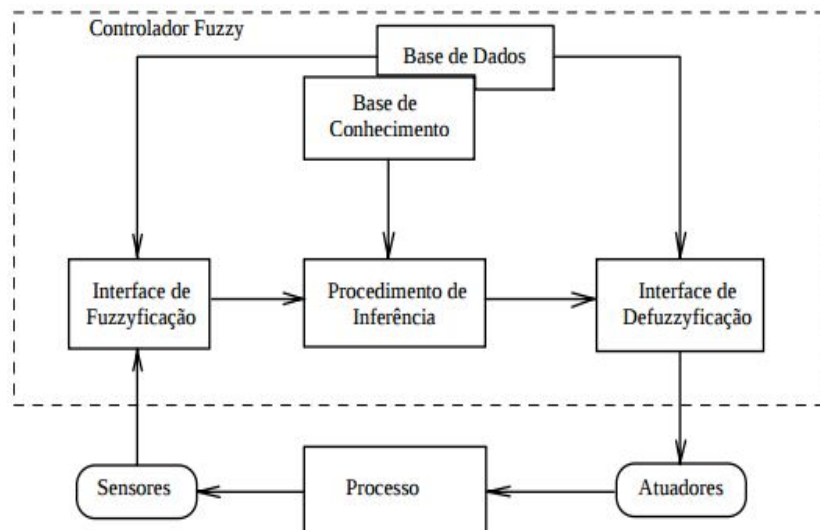 Controlador Fuzzy
Base de Dados
Base de
Conhecimento
Interface de
Fuzzyficação
Procedimento de
Inferência
Interface de
Defuzzyficação
Sensores
Processo
Atuadores